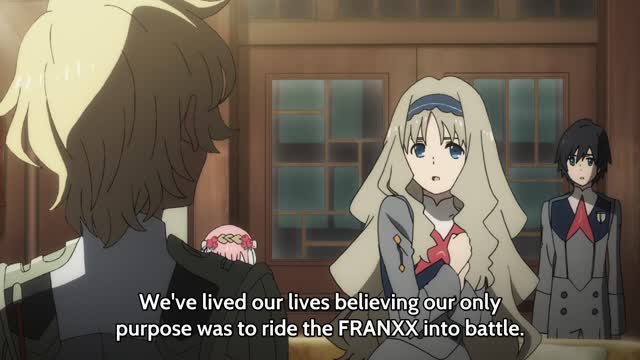 We've lived our lives believing our only
purpose was to ride the FRANXX into battle.